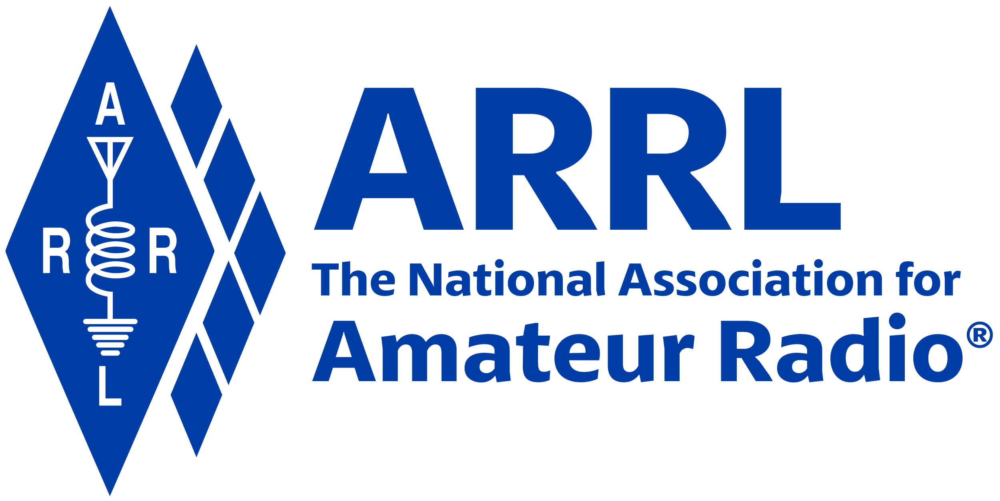 A
R R
L
ARRL
The National Association for
Amateur Radio®